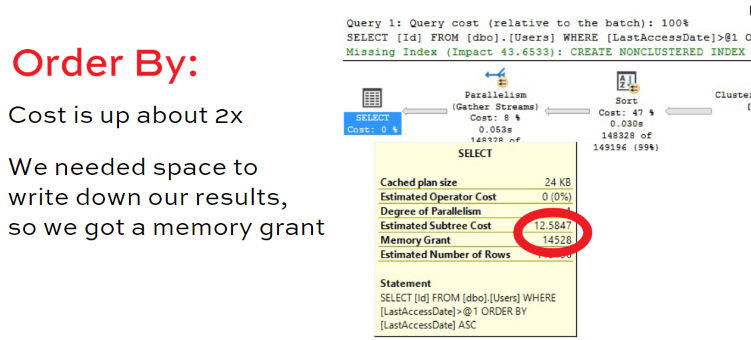 Order By:
Cost is up about 2x
We needed space to
write down our results,
so we got a memory grant
Query 1: Query cost (relative to the batch): 100%
SELECT [Id] FROM [dbo].[Users] WHERE [LastAccessDate]>@1 O
Missing Index (Impact 43.6533): CREATE NONCLUSTERED INDEX
SELECT
Cost: 0 %
Parallelism
(Gather Streams)
Cost: 8 %
0.053s
148328 of
Sort
Cost: 47 %
0.030s
148328 of
149196 (99%)
Cluste
[
SELECT
Cached plan size 24 KB
Estimated Operator Cost 0 (0%)
Degree of Parallelism
Estimated Subtree Cost 12.5847
Memory Grant 14528
Estimated Number of Rows
Statement
SELECT [Id] FROM [dbo].[Users] WHERE
[LastAccessDate]>@1 ORDER BY
[LastAccessDate] ASC